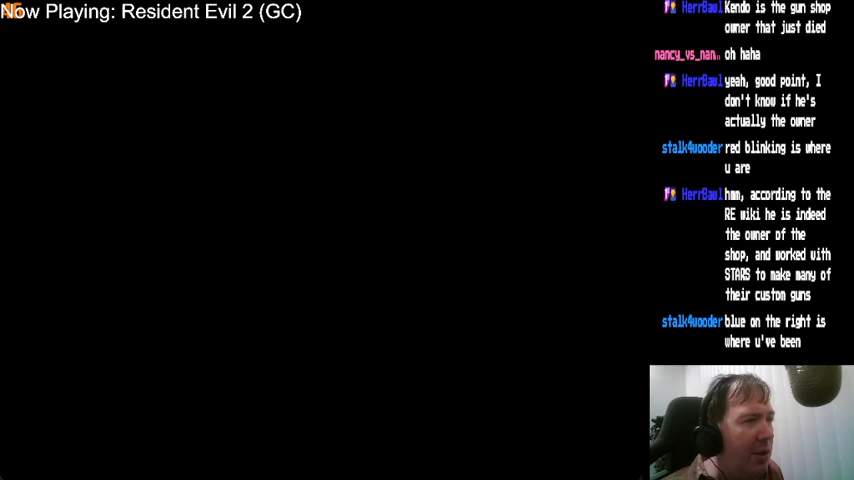 Now Playing: Resident Evil 2 (GC)
HerrBawl Kendo is the gun shop
owner that just died
nancy_vs_nan.. oh haha
HerrBawl yeah, good point, I
don't know if he's
actually the owner
stalk4wooder red blinking is where
u are
HerrBawl hmm, according to the
RE wiki he is indeed
the owner of the
shop, and worked with
STARS to make many of
their custom guns
stalk4wooder blue on the right is
where u've been